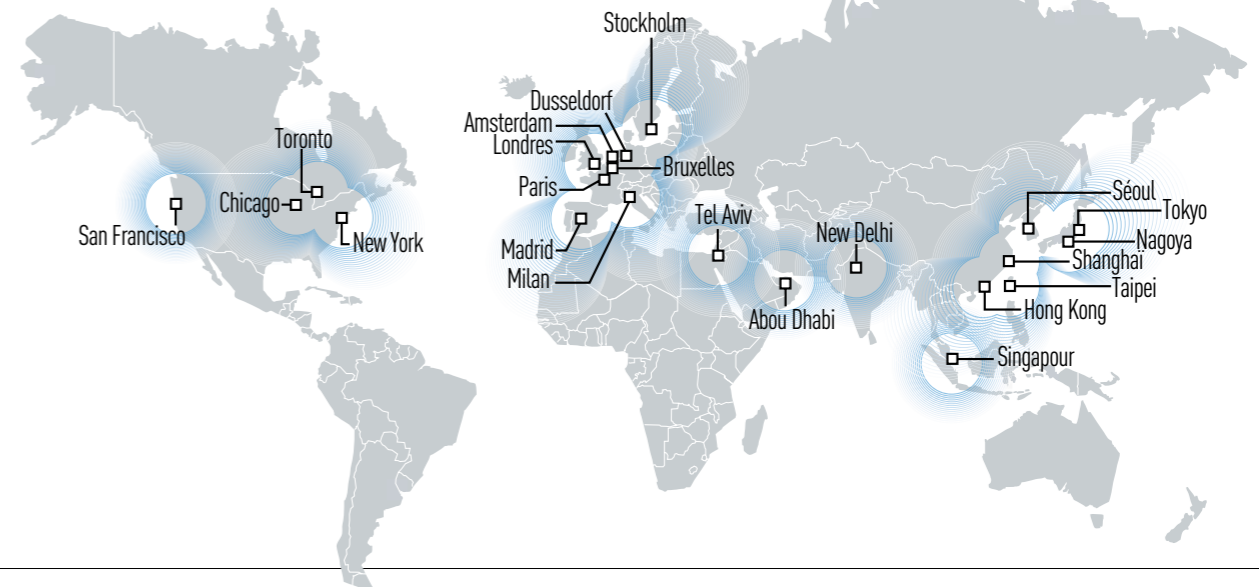 Stockholm
Dusseldorf
Amsterdam
Londres
Bruxelles
Paris
Toronto
Chicago
San Francisco
New York
Madrid
Milan
Tel Aviv
New Delhi
Abou Dhabi
Séoul
Tokyo
Nagoya
Shanghaï
Taipei
Hong Kong
Singapour